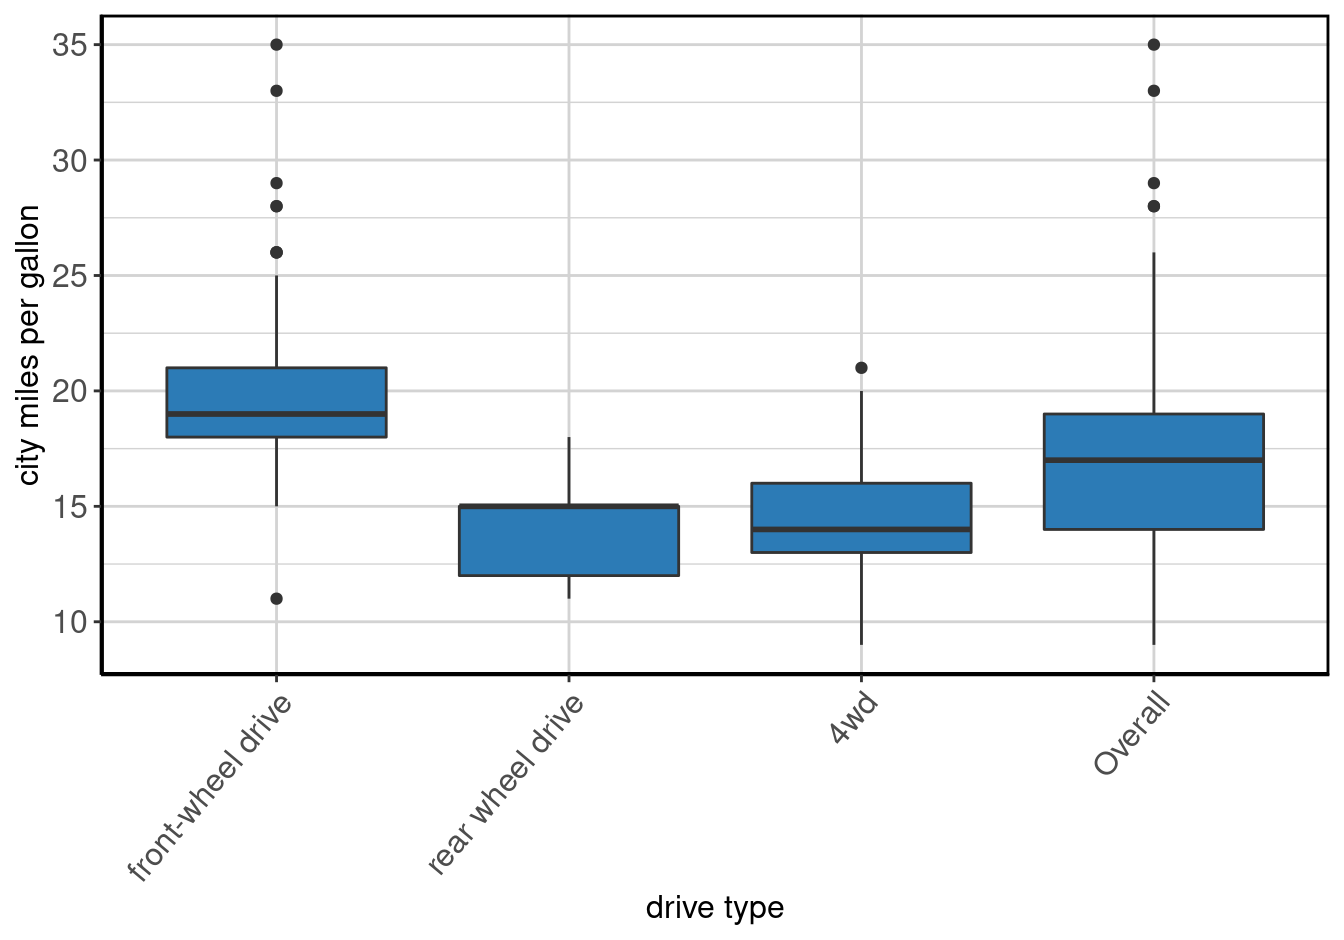 city miles per gallon
35
30
25
20
15
10
front-wheel drive
rear wheel drive
4wd
Overall
drive type